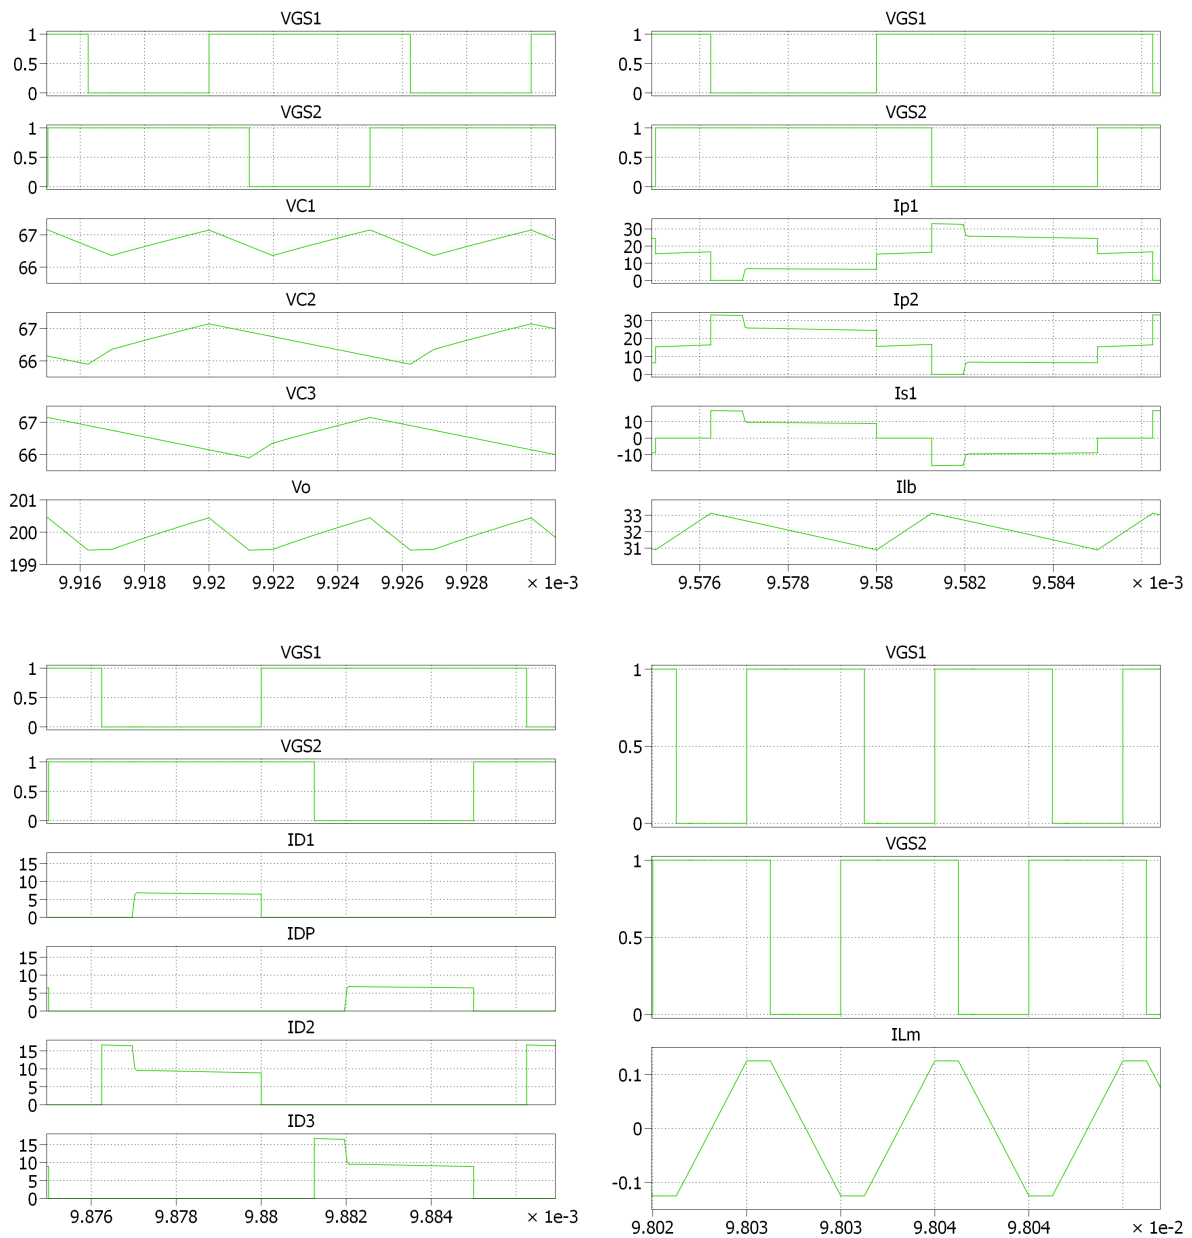 VGS1
1
0.5
0
VGS2
1
0.5
0
VC1
67
66
VC2
67
66
VC3
67
66
Vo
201
200
199
9.916 9.918 9.92 9.922 9.924 9.926 9.928 × 1e-3
VGS1
1
0.5
0
VGS2
1
0.5
0
Ip1
30
20
10
0
Ip2
30
20
10
0
Is1
10
0
-10
Ilb
33
32
31
9.576 9.578 9.58 9.582 9.584 × 1e-3
VGS1
1
0.5
0
VGS2
1
0.5
0
ID1
15
10
5
0
IDP
15
10
5
0
ID2
15
10
5
0
ID3
15
10
5
0
9.876 9.878 9.88 9.882 9.884 × 1e-3
VGS1
1
0.5
0
VGS2
1
0.5
0
ILm
0.1
0
-0.1
9.802 9.803 9.803 9.804 9.804 × 1e-2